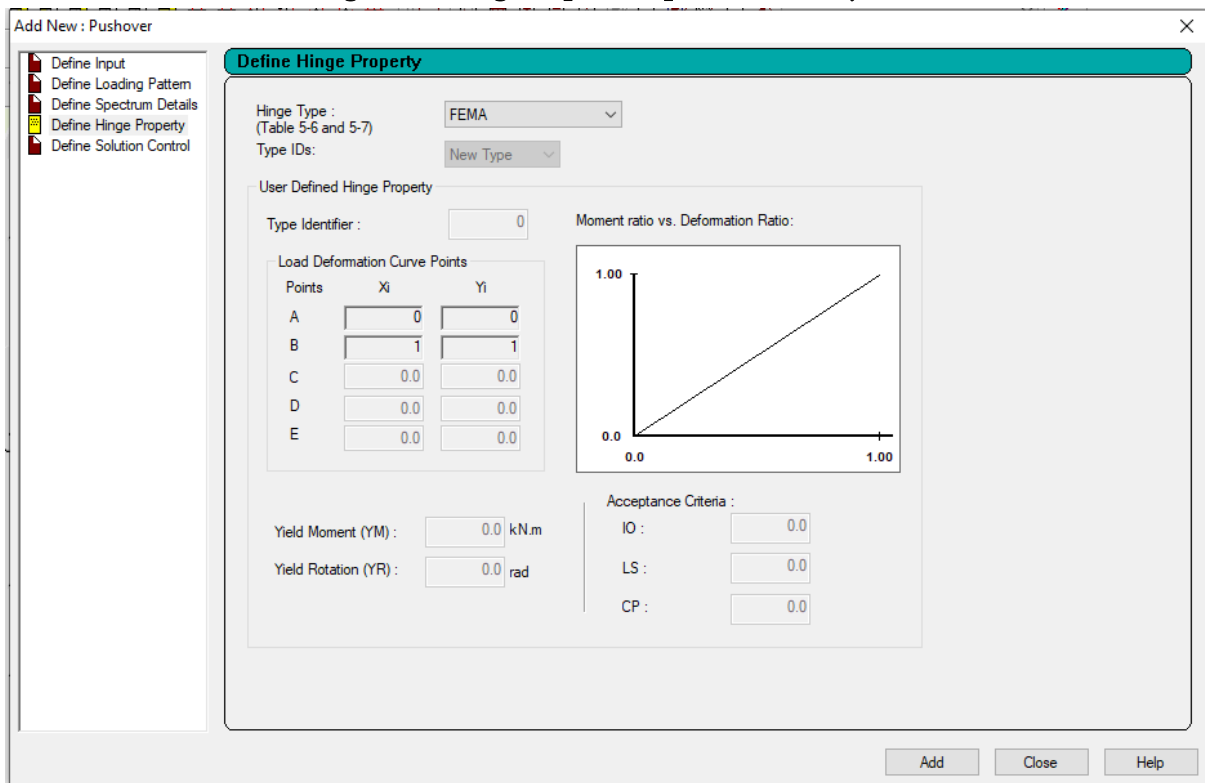 Add New : Pushover
Define Input
Define Loading Pattern
Define Spectrum Details
Define Hinge Property
Define Solution Control
Define Hinge Property
Hinge Type :
(Table 5-6 and 5-7)
FEMA
Type IDs:
New Type
User Defined Hinge Property
Type Identifier :
0
Load Deformation Curve Points
Points Xi Yi
A 0 0
B 1 1
C 0.0 0.0
D 0.0 0.0
E 0.0 0.0
Moment ratio vs. Deformation Ratio:
1.00
0.0
0.0 1.00
Yield Moment (YM) : 0.0 kN.m
Yield Rotation (YR) : 0.0 rad
Acceptance Criteria :
IO : 0.0
LS : 0.0
CP : 0.0
Add Close Help